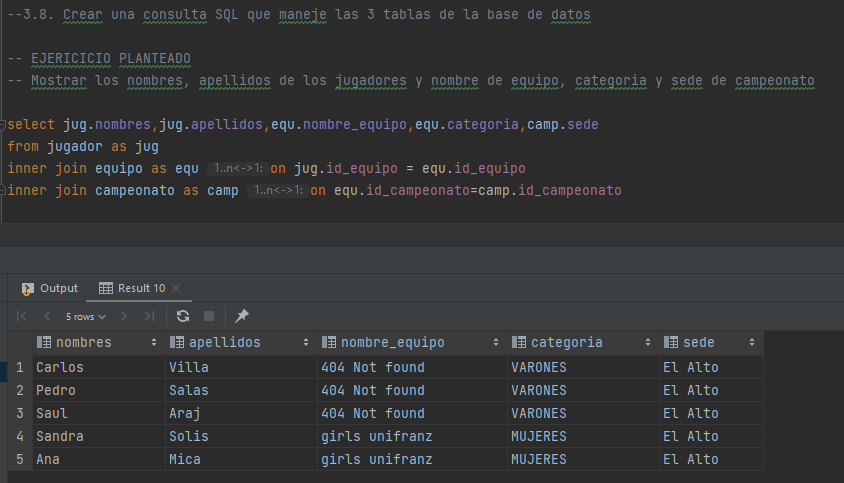 --3.8. Crear una consulta SQL que maneje las 3 tablas de la base de datos
-- EJERICICIO PLANTEADO
-- Mostrar los nombres, apellidos de los jugadores y nombre de equipo, categoria y sede de campeonato
select jug.nombres,jug.apellidos,equ.nombre_equipo,equ.categoria,camp.sede
from jugador as jug
inner join equipo as equ 1..n<->1: on jug.id_equipo = equ.id_equipo
inner join campeonato as camp 1..n<->1: on equ.id_campeonato=camp.id_campeonato
Output Result 10
5 rows
nombres apellidos nombre_equipo categoria sede
1 Carlos Villa 404 Not found VARONES El Alto
2 Pedro Salas 404 Not found VARONES El Alto
3 Saul Araj 404 Not found VARONES El Alto
4 Sandra Solis girls unifranz MUJERES El Alto
5 Ana Mica girls unifranz MUJERES El Alto